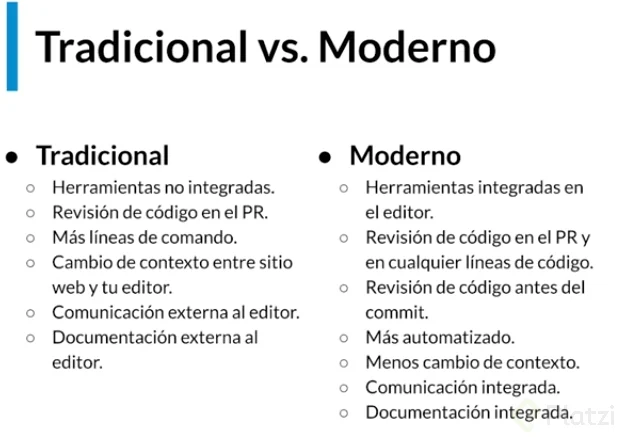 Tradicional vs. Moderno
● Tradicional
○ Herramientas no integradas.
○ Revisión de código en el PR.
○ Más líneas de comando.
○ Cambio de contexto entre sitio
web y tu editor.
○ Comunicación externa al editor.
○ Documentación externa al
editor.
● Moderno
○ Herramientas integradas en
el editor.
○ Revisión de código en el PR y
en cualquier líneas de código.
○ Revisión de código antes del
commit.
○ Más automatizado.
○ Menos cambio de contexto.
○ Comunicación integrada.
○ Documentación integrada.
Platzi